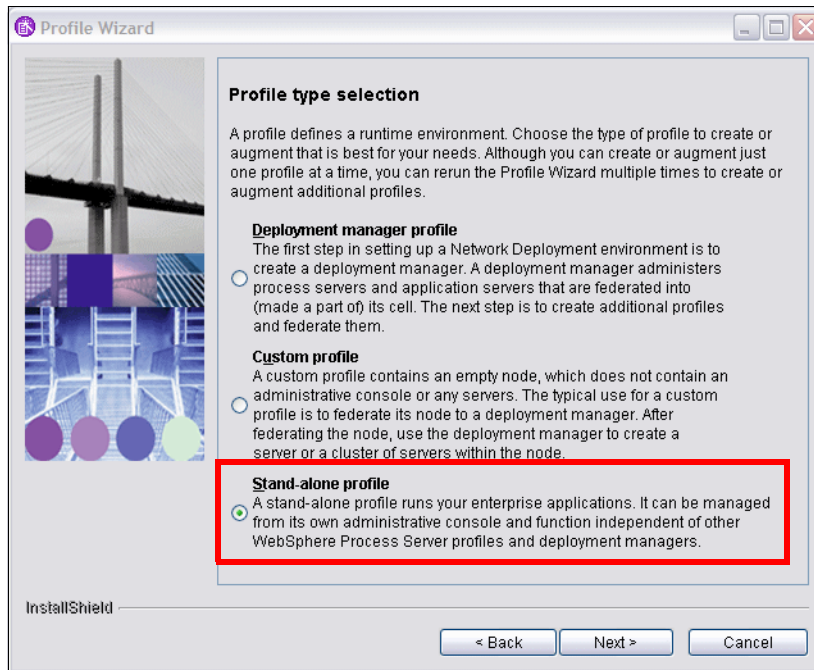 Profile Wizard
Profile type selection
A profile defines a runtime environment. Choose the type of profile to create or
augment that is best for your needs. Although you can create or augment just
one profile at a time, you can rerun the Profile Wizard multiple times to create or
augment additional profiles.
Deployment manager profile
The first step in setting up a Network Deployment environment is to
create a deployment manager. A deployment manager administers
process servers and application servers that are federated into
(made a part of) its cell. The next step is to create additional profiles
and federate them.
Custom profile
A custom profile contains an empty node, which does not contain an
administrative console or any servers. The typical use for a custom
profile is to federate its node to a deployment manager. After
federating the node, use the deployment manager to create a
server or a cluster of servers within the node.
Stand-alone profile
A stand-alone profile runs your enterprise applications. It can be managed
from its own administrative console and function independent of other
WebSphere Process Server profiles and deployment managers.
InstallShield
< Back
Next >
Cancel